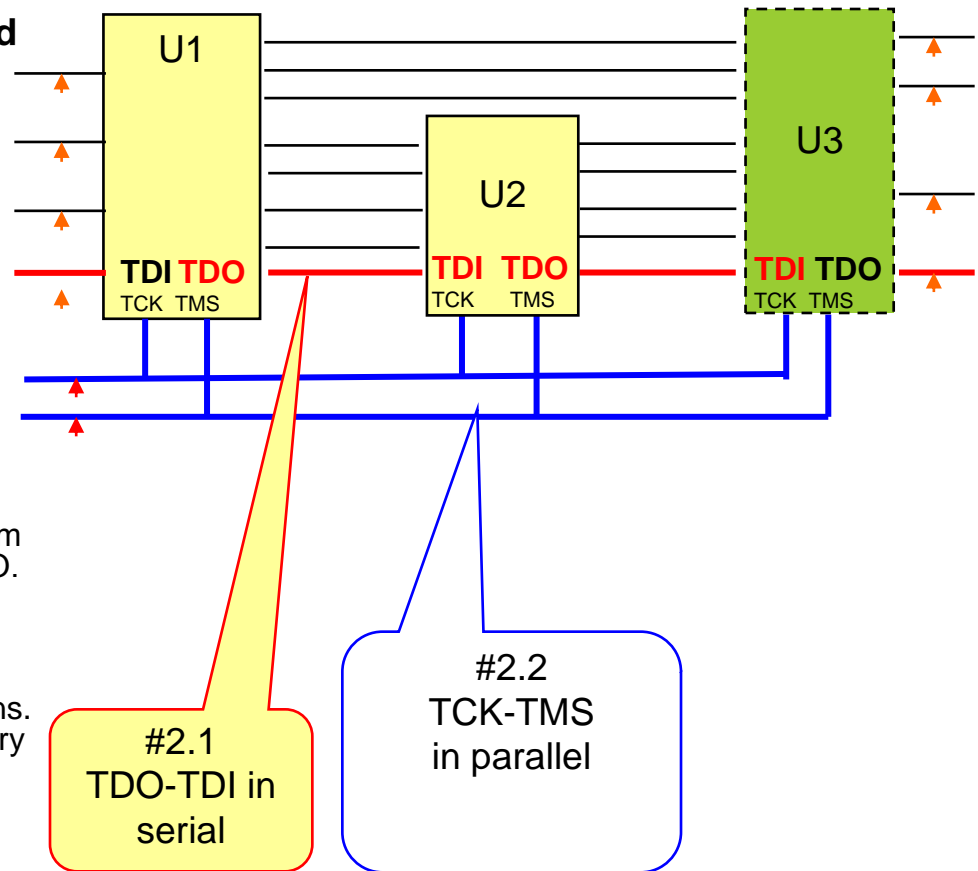 d
U1
U2
U3
TDI TDO
TCK TMS
TDI TDO
TCK TMS
TDI TDO
TCK TMS
m
O.
ns.
ry
#2.1
TDO-TDI in
serial
#2.2
TCK-TMS
in parallel